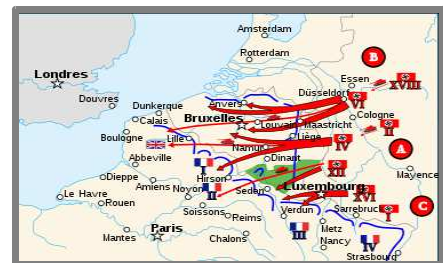 Amsterdam
Rotterdam
B
Essen
XVIII
Londres
Düsseldorf
VI
Douvres
Dunkerque
Anvers
Cologne
Calais
Bruxelles
Louvain
Maastricht
II
Boulogne
Lille
Liège
IV
Namur
A
Abbeville
I
Dinant
XII
Dieppe
Hirson
Mayence
Amiens
Noyon
II
Sedan
Luxembourg
XVI
Le Havre
Rouen
Soissons
Verdun
Sarrebruck
I
C
Reims
Mantes
Paris
Chalons
III
Metz
Nancy
IV
Strasbourg